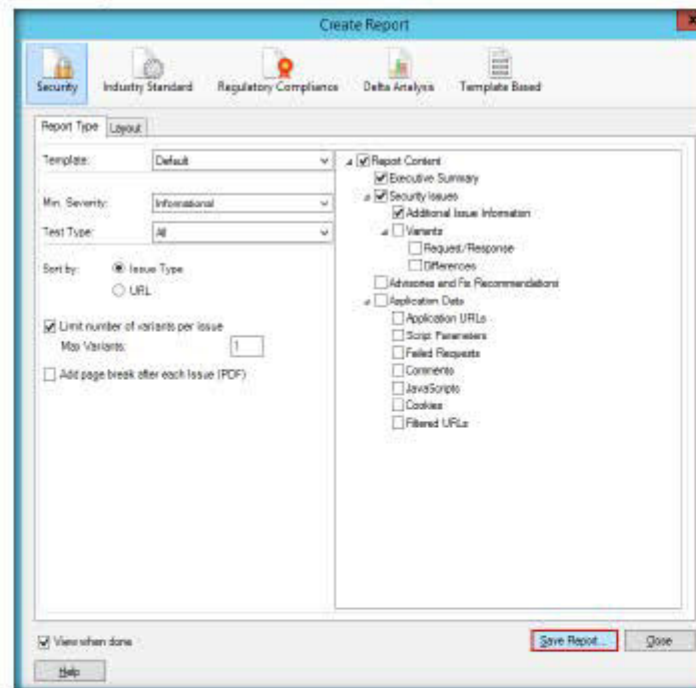 Create Report
x
Security
Industry Standard
Regulatory Compliance
Delta Analysis
Template Based
Report Type
Layout
Template:
Default
Min. Severity:
Informational
Test Type:
All
Sort by:
Issue Type
URL
Limit number of variants per issue
Max Variants:
1
Add page break after each Issue (PDF)
Report Content
Executive Summary
Security Issues
Additional Issue Information
Variants
Request/Response
Differences
Advisories and Fix Recommendations
Application Data
Application URLs
Script Parameters
Failed Requests
Comments
JavaScripts
Cookies
Filtered URLs
View when done
Save Report...
Close
Help